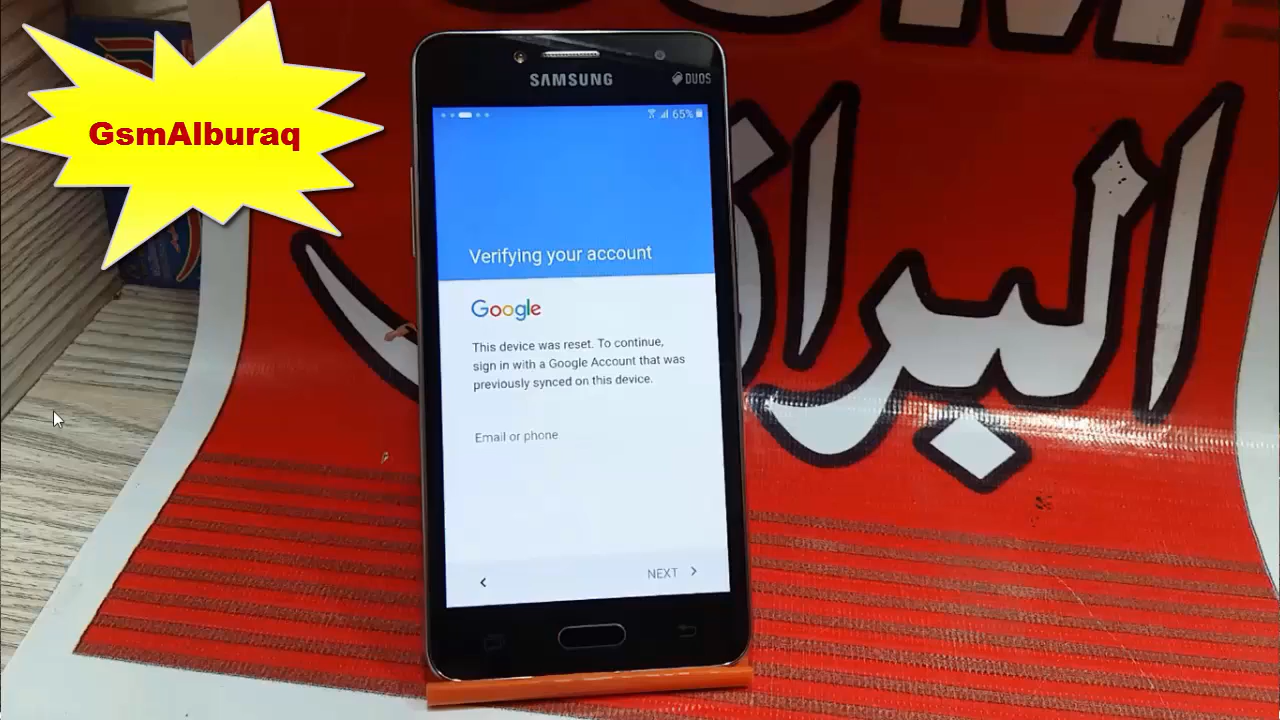 GsmAlburaq
SAMSUNG
DUOS
65%
Verifying your account
Google
This device was reset. To continue,
sign in with a Google Account that was
previously synced on this device.
Email or phone
NEXT
البراق